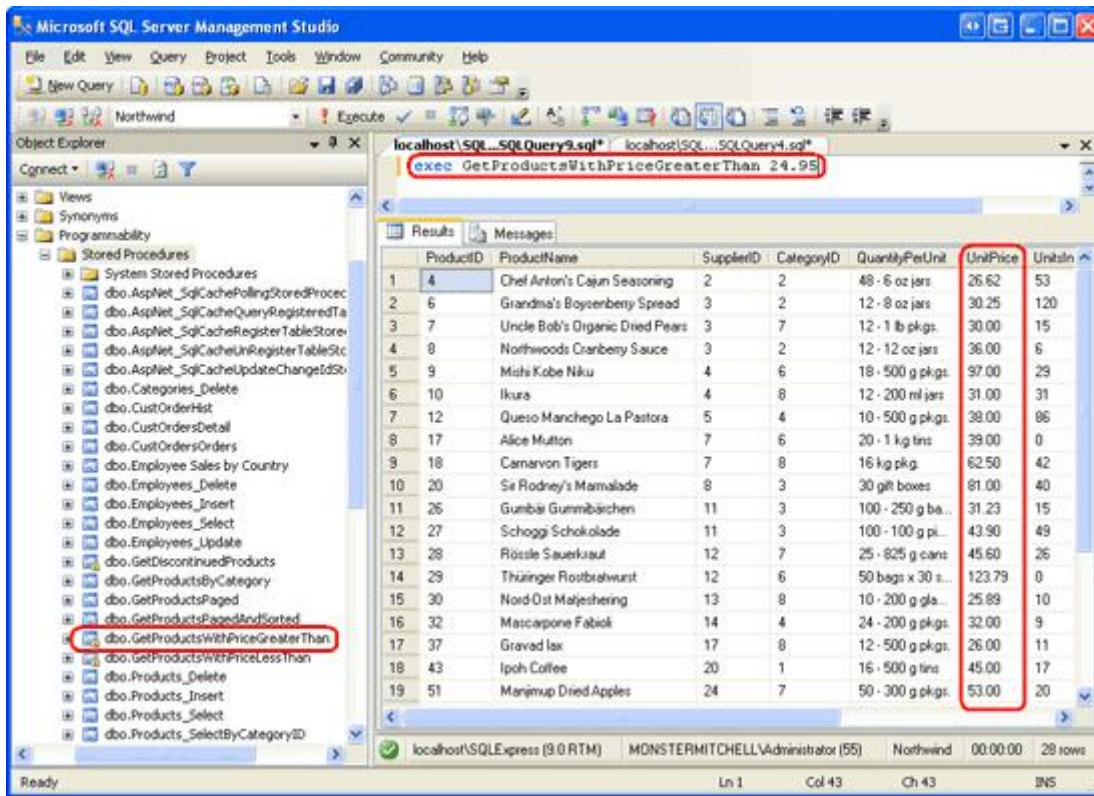 Microsoft SQL Server Management Studio
File Edit View Query Project Tools Window Community Help
New Query
Northwind Execute
Object Explorer
Connect
Views
Synonyms
Programmability
Stored Procedures
System Stored Procedures
dbo.AspNet_SqlCachePollingStoredProcec
dbo.AspNet_SqlCacheQueryRegisteredTa
dbo.AspNet_SqlCacheRegisterTableStore
dbo.AspNet_SqlCacheUnRegisterTableStc
dbo.AspNet_SqlCacheUpdateChangeIdSt
dbo.Categories_Delete
dbo.CustOrderHist
dbo.CustOrdersDetail
dbo.CustOrdersOrders
dbo.Employee Sales by Country
dbo.Employees_Delete
dbo.Employees_Insert
dbo.Employees_Select
dbo.Employees_Update
dbo.GetDiscontinuedProducts
dbo.GetProductsByCategory
dbo.GetProductsPaged
dbo.GetProductsPagedAndSorted
dbo.GetProductsWithPriceGreaterThan
dbo.GetProductsWithPriceLessThan
dbo.Products_Delete
dbo.Products_Insert
dbo.Products_Select
dbo.Products_SelectByCategoryID
localhost\SQL...SQLQuery9.sql* localhost\SQL...SQLQuery4.sql*
exec GetProductsWithPriceGreaterThan 24.95
Results Messages
ProductID ProductName SupplierID CategoryID QuantityPerUnit UnitPrice UnitsIn
1 4 Chef Anton's Cajun Seasoning 2 2 48 - 6 oz jars 26.62 53
2 6 Grandma's Boysenberry Spread 3 2 12 - 8 oz jars 30.25 120
3 7 Uncle Bob's Organic Dried Pears 3 7 12 - 1 lb pkgs. 30.00 15
4 8 Northwoods Cranberry Sauce 3 2 12 - 12 oz jars 36.00 6
5 9 Mishi Kobe Niku 4 6 18 - 500 g pkgs. 97.00 29
6 10 Ikura 4 8 12 - 200 ml jars 31.00 31
7 12 Queso Manchego La Pastora 5 4 10 - 500 g pkgs. 38.00 86
8 17 Alice Mutton 7 6 20 - 1 kg tins 39.00 0
9 18 Carnarvon Tigers 7 8 16 kg pkg. 62.50 42
10 20 Sir Rodney's Marmalade 8 3 30 gift boxes 81.00 40
11 26 Gumbär Gummibärchen 11 3 100 - 250 g ba... 31.23 15
12 27 Schoggi Schokolade 11 3 100 - 100 g pi... 43.90 49
13 28 Rössle Sauerkraut 12 7 25 - 825 g cans 45.60 26
14 29 Thüringer Rostbratwurst 12 6 50 bags x 30 s... 123.79 0
15 30 Nord-Ost Matjeshering 13 8 10 - 200 g gla... 25.89 10
16 32 Mascarpone Fabioli 14 4 24 - 200 g pkgs. 32.00 9
17 37 Gravad lax 17 8 12 - 500 g pkgs. 26.00 11
18 43 Ipoh Coffee 20 1 16 - 500 g tins 45.00 17
19 51 Manjimup Dried Apples 24 7 50 - 300 g pkgs. 53.00 20
localhost\SQLExpress (9.0 RTM) MONSTERMITCHELL\Administrator (55) Northwind 00:00:00 28 rows
Ready Ln 1 Col 43 Ch 43 INS